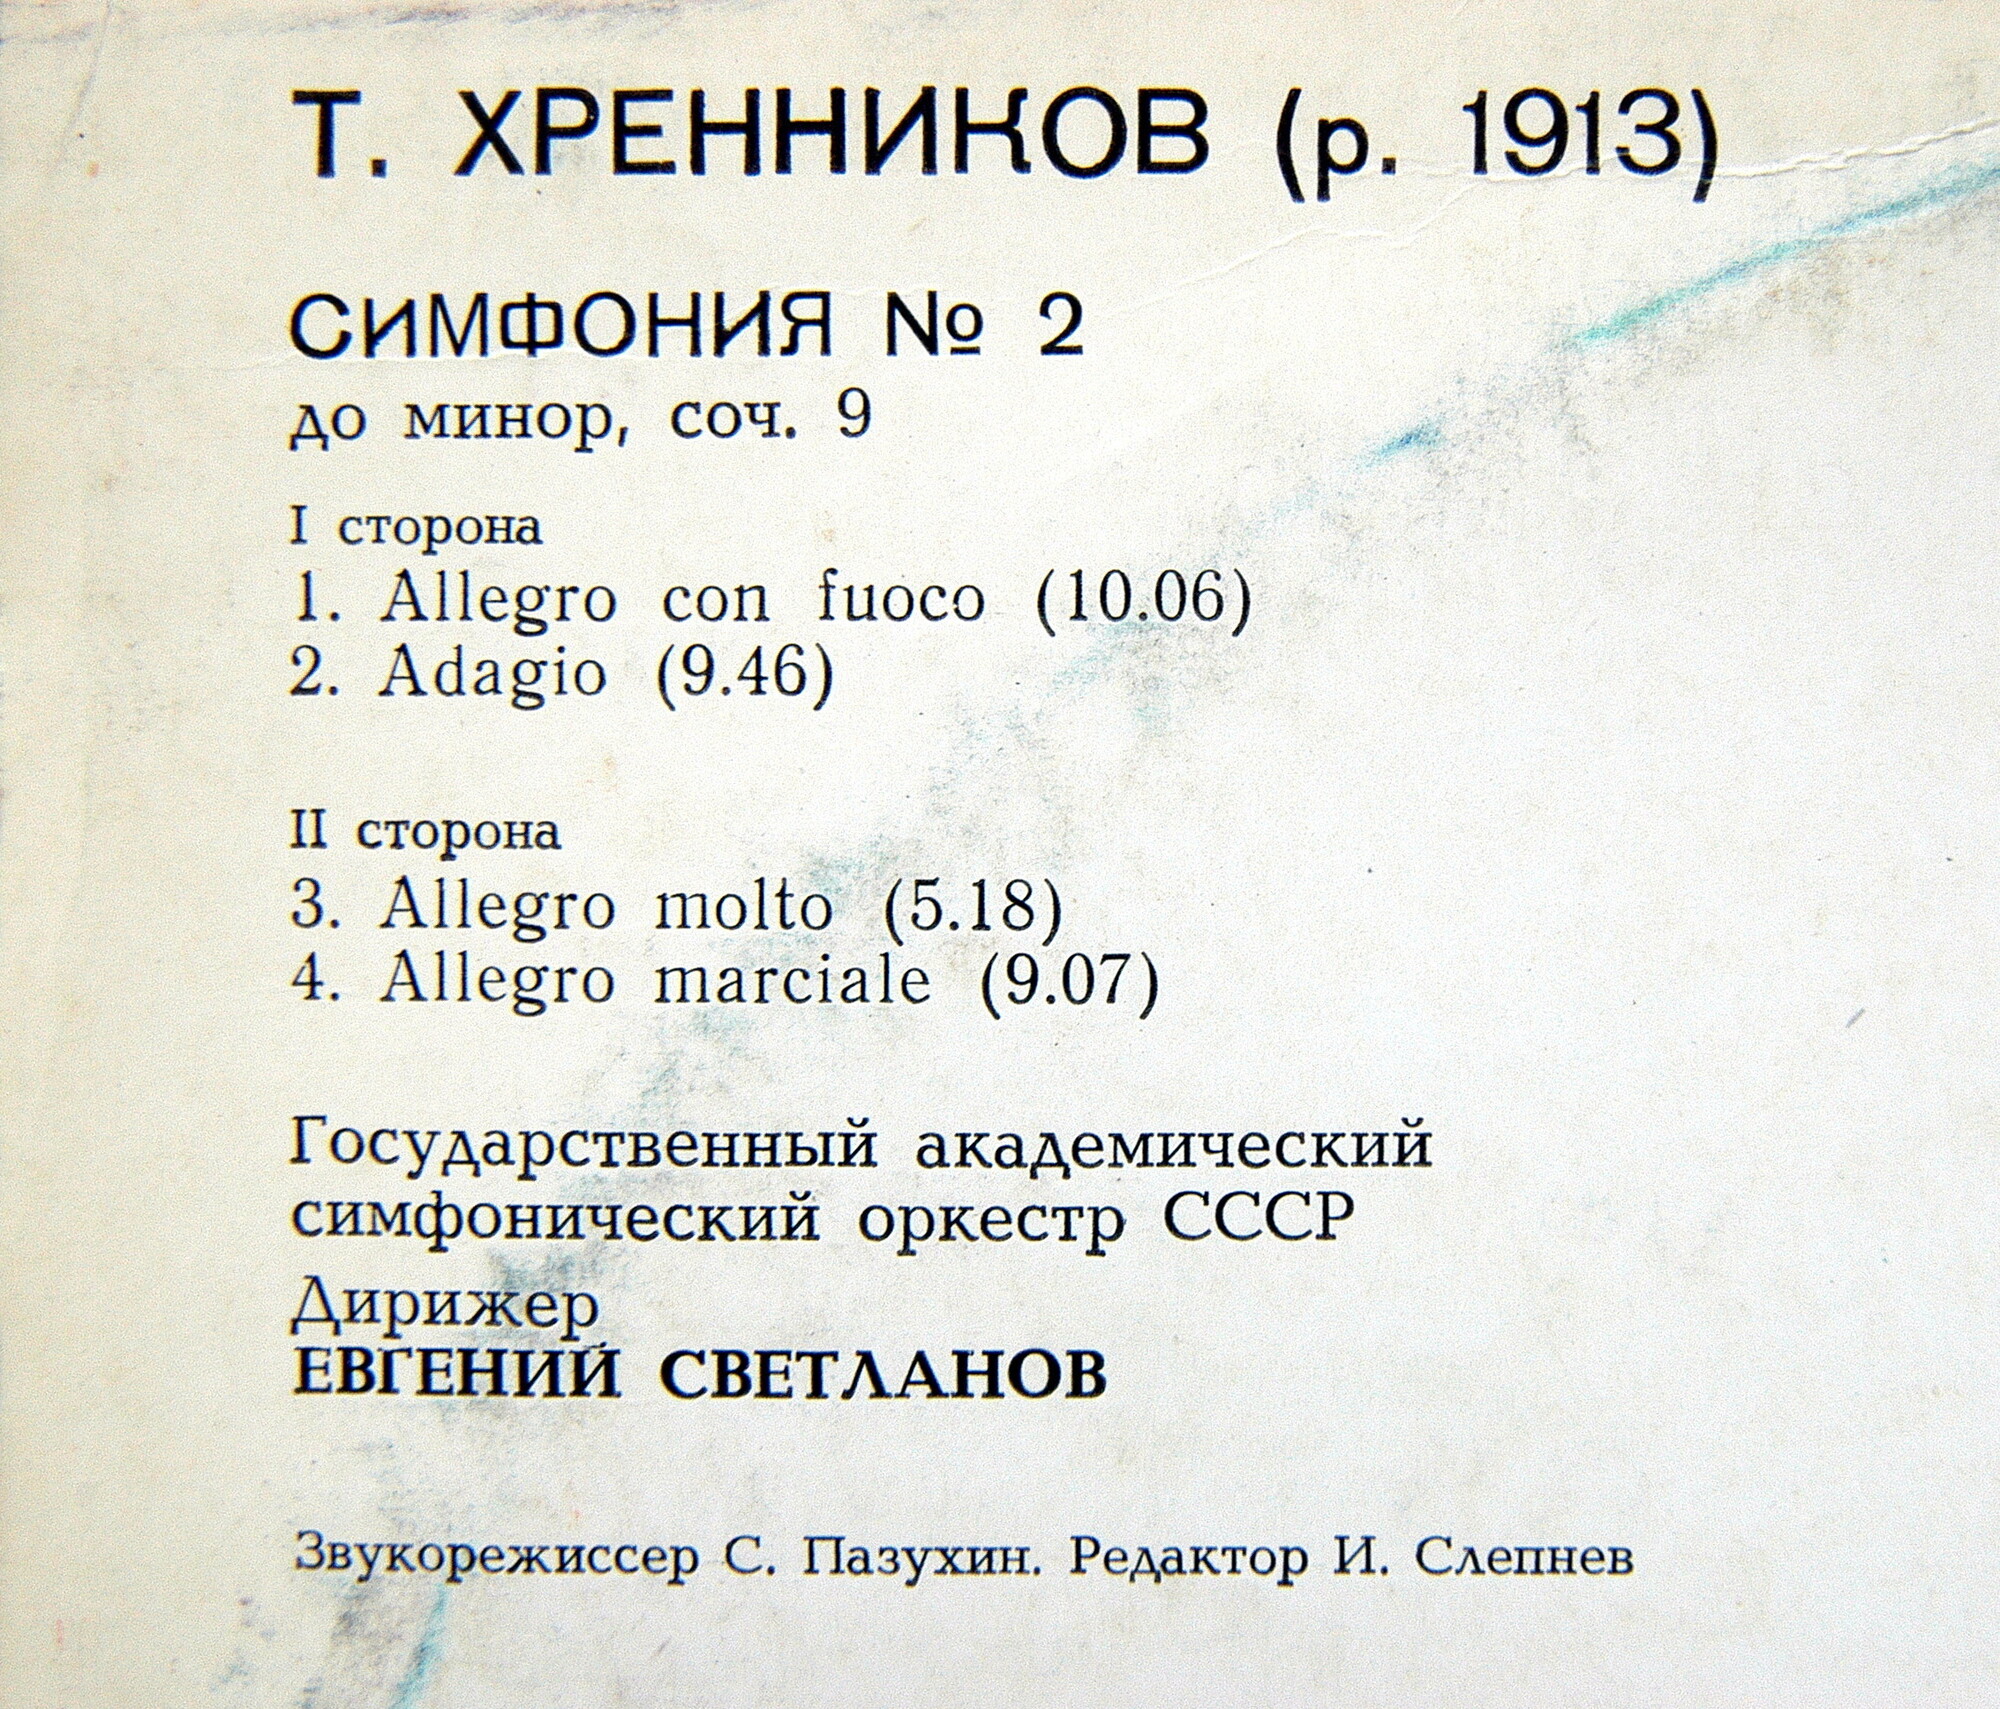 Т. ХРЕННИКОВ (р. 1913)
СИМФОНИЯ № 2
до минор, соч. 9
I сторона
1. Allegro con fuoco (10.06)
2. Adagio (9.46)
II сторона
3. Allegro molto (5.18)
4. Allegro marciale (9.07)
Государственный академический
симфонический оркестр СССР
Дирижер
ЕВГЕНИЙ СВЕТЛАНОВ
Звукорежиссер С. Пазухин. Редактор И. Слепнев